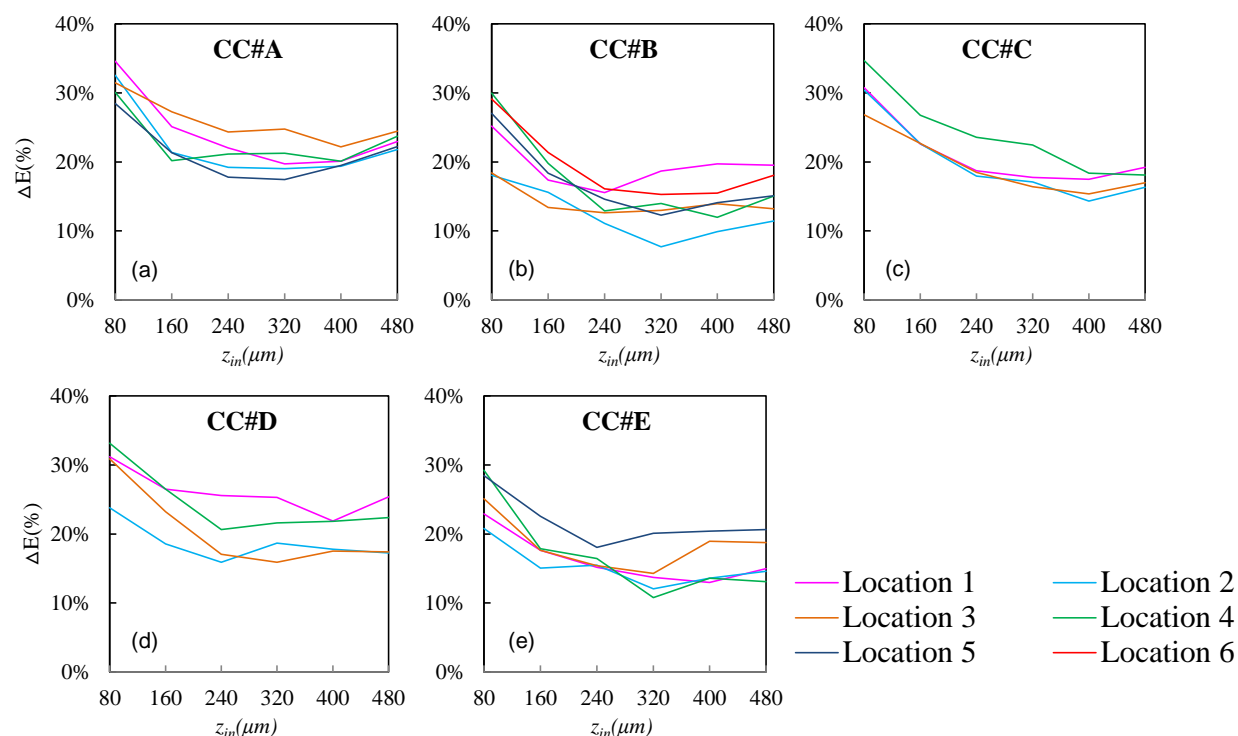 CC#A
40%
30%
20%
10%
0%
ΔE(%)
(a)
80 160 240 320 400 480
z_in(μm)
CC#B
40%
30%
20%
10%
0%
(b)
80 160 240 320 400 480
z_in(μm)
CC#C
40%
30%
20%
10%
0%
(c)
80 160 240 320 400 480
z_in(μm)
CC#D
40%
30%
20%
10%
0%
ΔE(%)
(d)
80 160 240 320 400 480
z_in(μm)
CC#E
40%
30%
20%
10%
0%
ΔE(%)
(e)
80 160 240 320 400 480
z_in(μm)
Location 1 Location 2
Location 3 Location 4
Location 5 Location 6